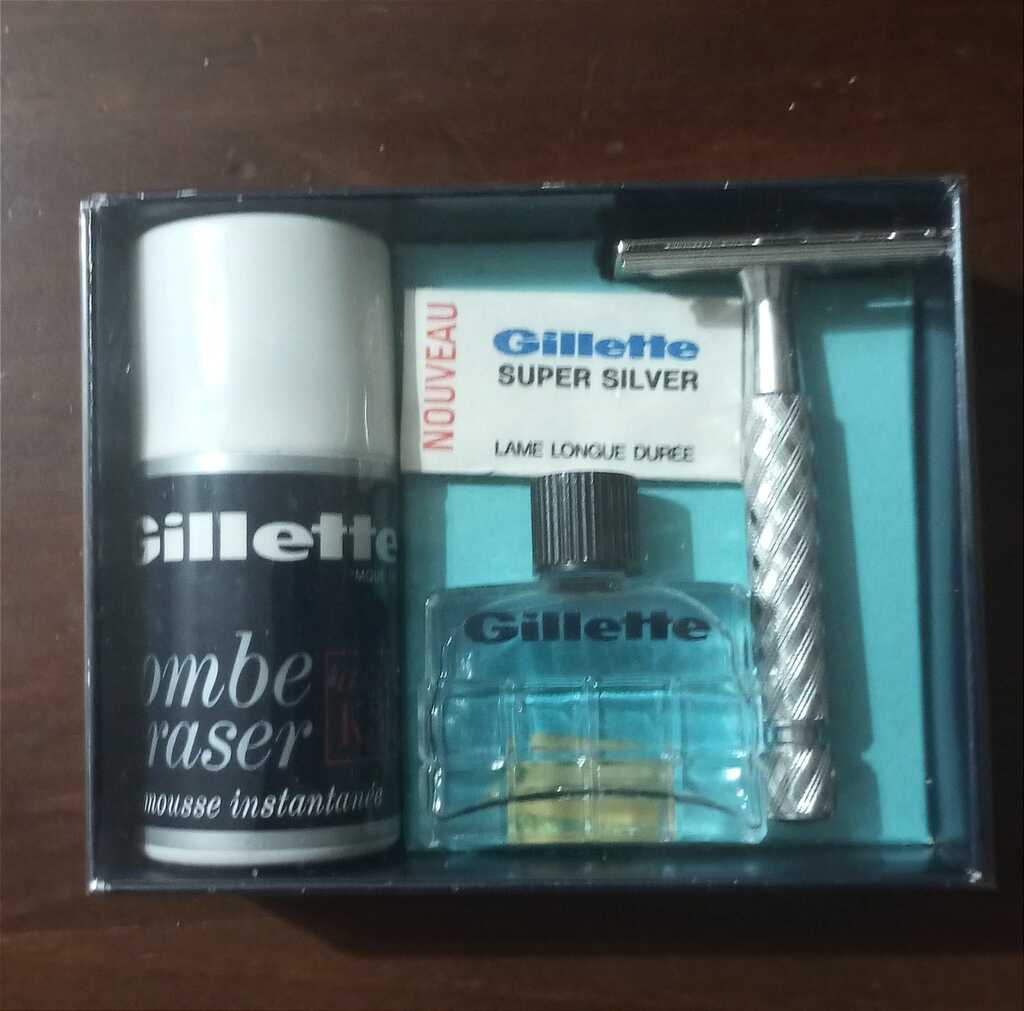 Gillette
ombe
raser
mousse instantanée
NOUVEAU
Gillette
SUPER SILVER
LAME LONGUE DURÉE
Gillette